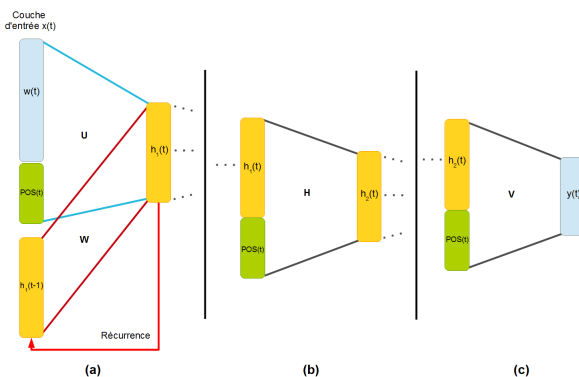 Couche
d'entrée x(t)
w(t)
U
h₁(t)
POS(t)
W
h₁(t-1)
Récurrence
(a)
h₁(t)
H
h₂(t)
POS(t)
(b)
h₂(t)
V
y(t)
POS(t)
(c)